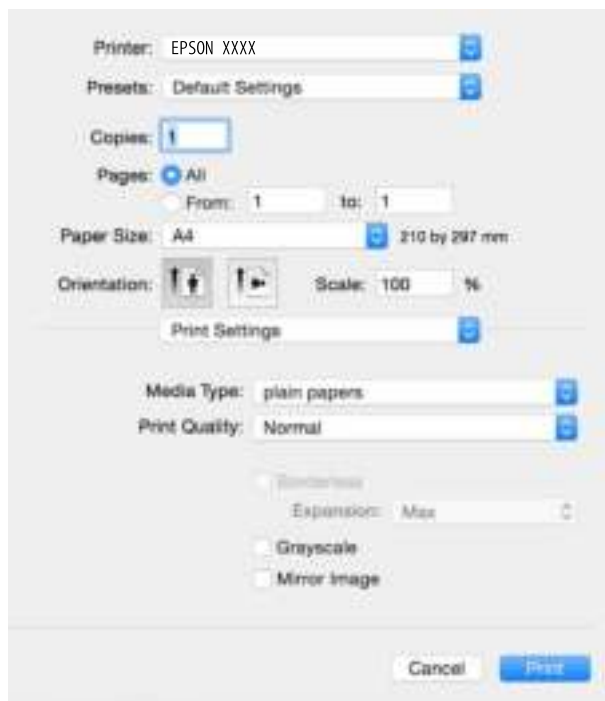 Printer: EPSON XXXX
Presets: Default Settings
Copies: 1
Pages: All
From: 1 to: 1
Paper Size: A4 210 by 297 mm
Orientation: Scale: 100 %
Print Settings
Media Type: plain papers
Print Quality: Normal
Borderless
Expansion: Max
Grayscale
Mirror Image
Cancel Print